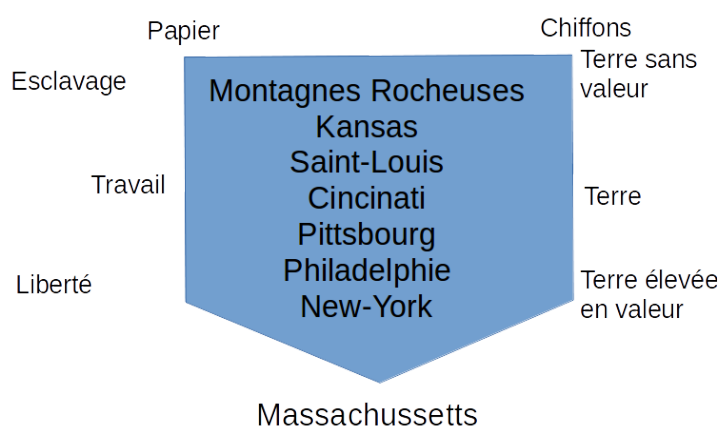 Papier
Chiffons
Esclavage
Terre sans
valeur
Montagnes Rocheuses
Kansas
Saint-Louis
Travail
Cincinati
Terre
Pittsbourg
Philadelphie
Liberté
Terre élevée
en valeur
New-York
Massachussetts